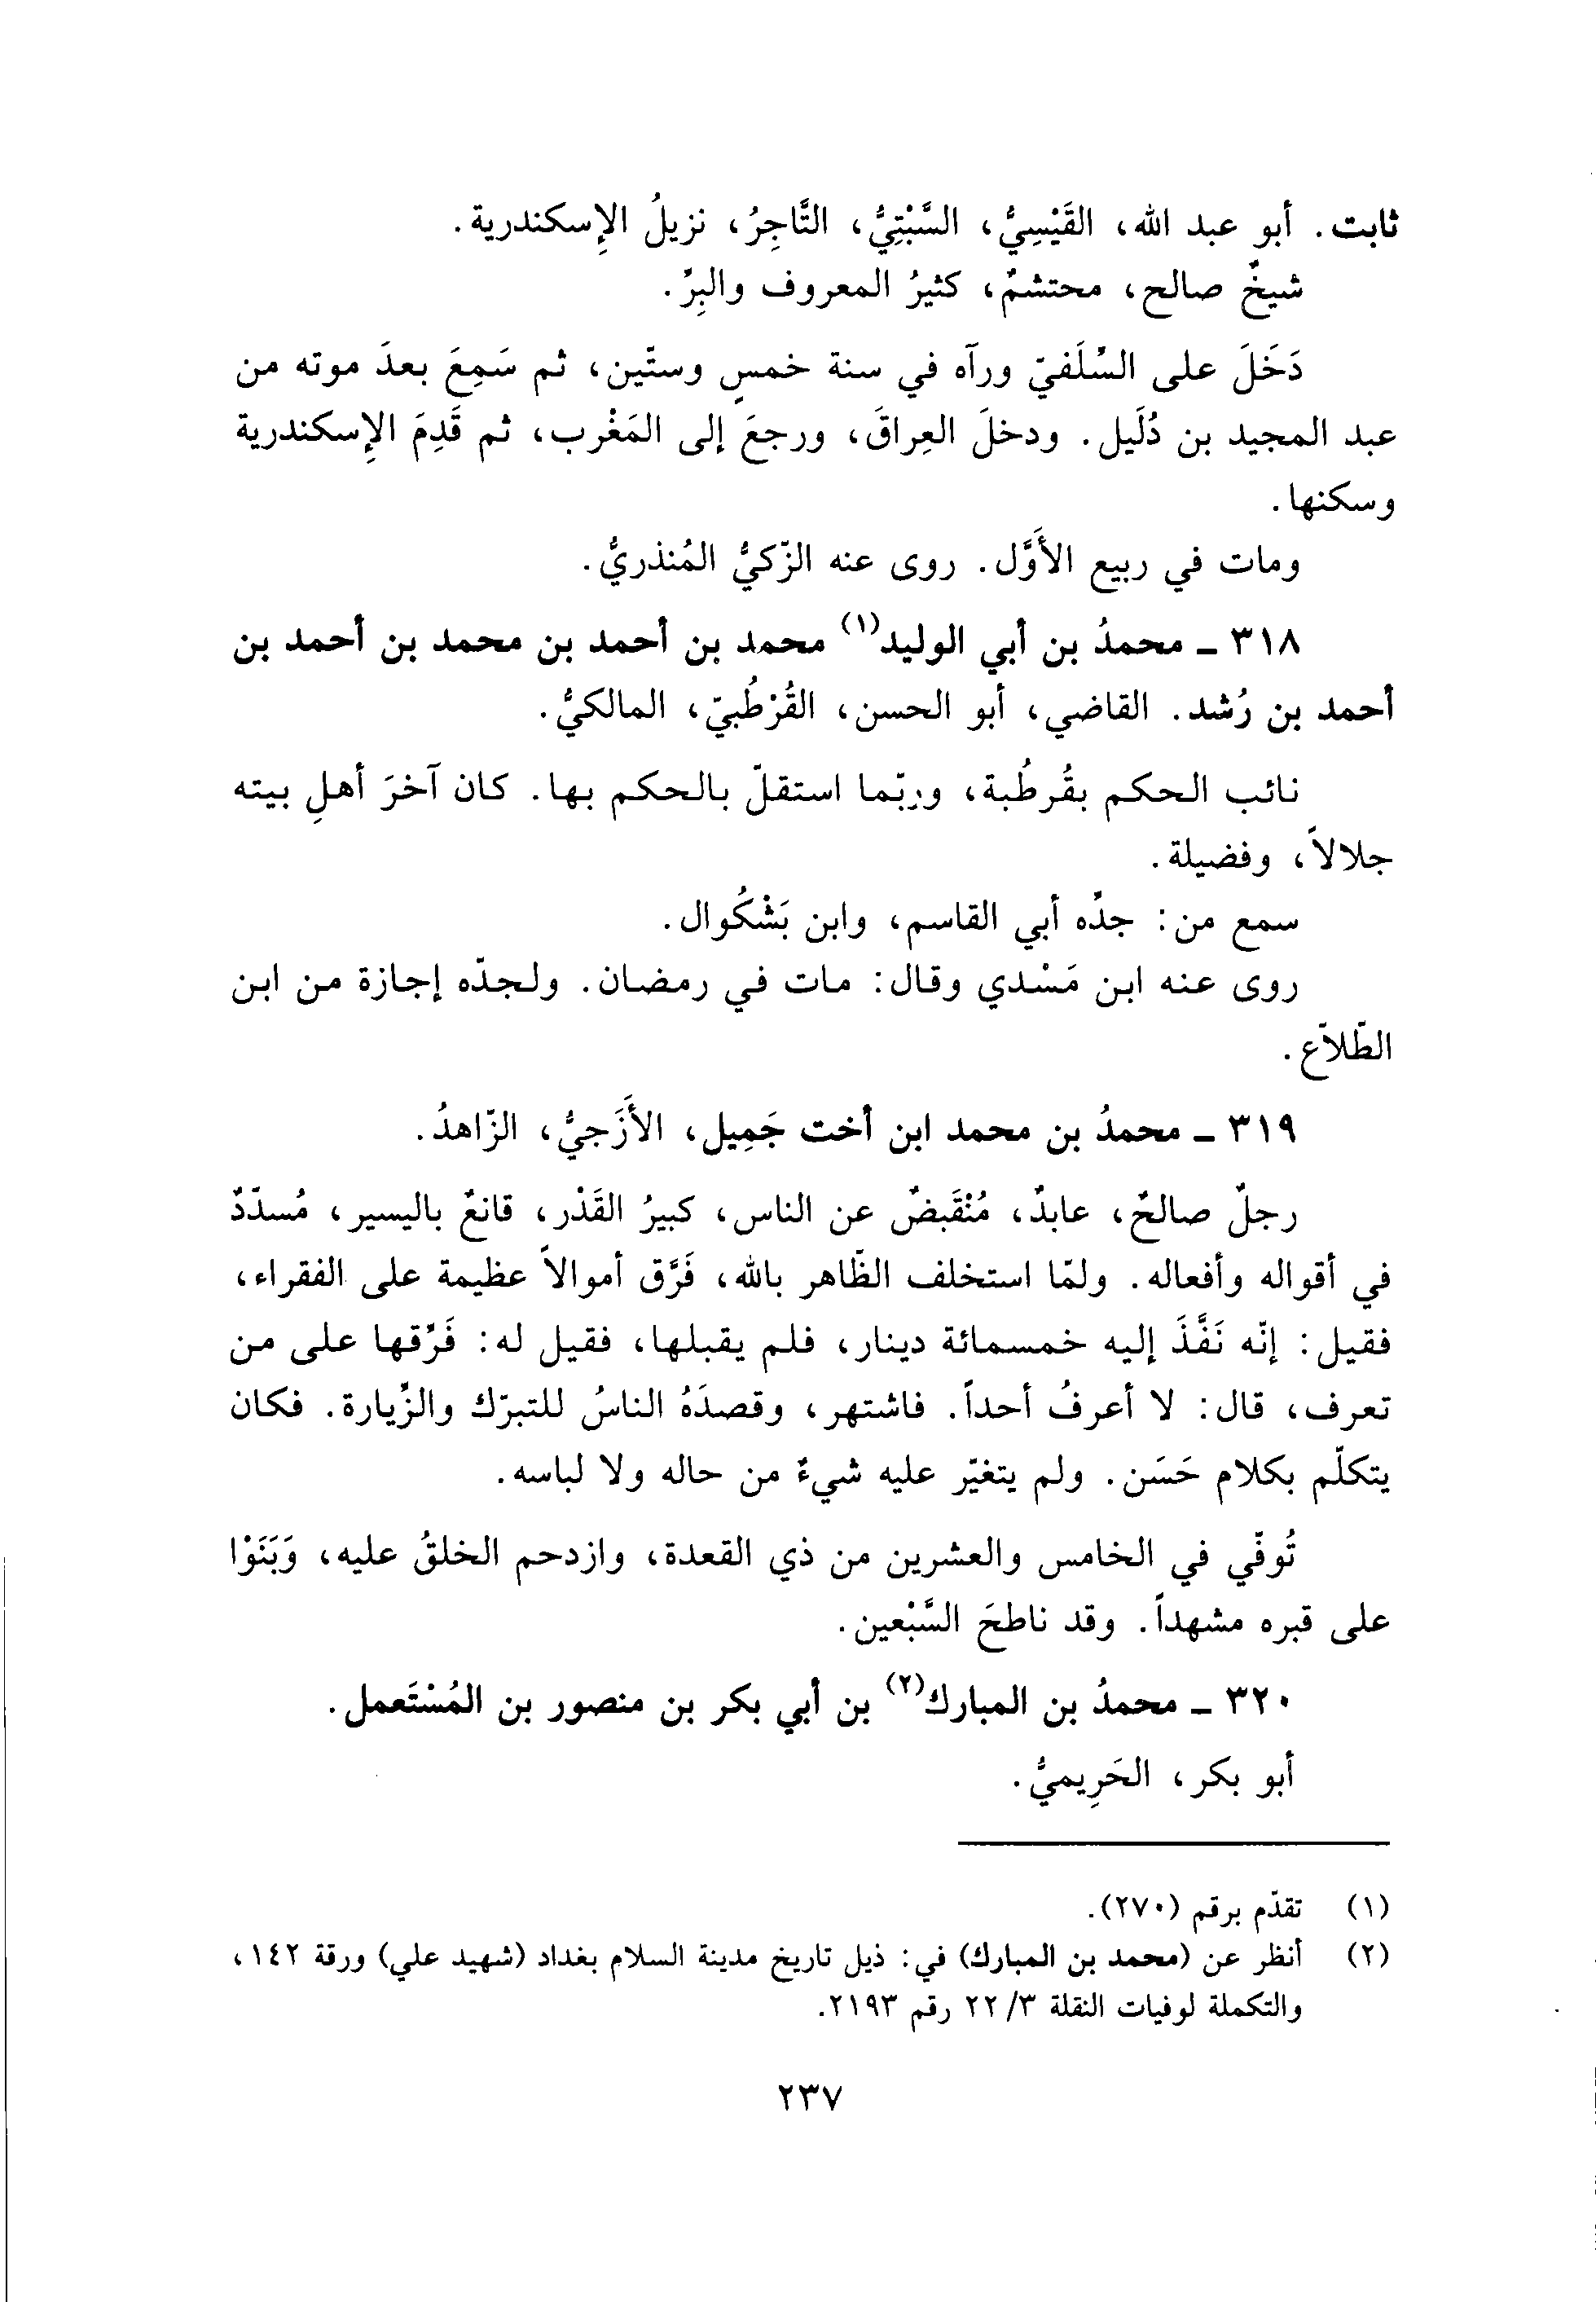 ثابت. أبو عبد الله، القَيْسِيُّ، السَّبْتِيُّ، التَّاجِرُ، نزيلُ الإسكندرية.
شيخٌ صالح، محتشمٌ، كثيرُ المعروف والبِرِّ.
دَخَلَ على السِّلَفيّ ورآه في سنة خمسٍ وستّين، ثم سَمِعَ بعدَ موته من
عبد المجيد بن دُلَيل. ودخلَ العِراقَ، ورجعَ إلى المَغْرب، ثم قَدِمَ الإسكندرية
وسكنها.
ومات في ربيع الأَوَّل. روى عنه الزّكيُّ المُنذريُّ.
٣١٨ ـ محمدُ بن أبي الوليد(١) محمد بن أحمد بن محمد بن أحمد بن
أحمد بن رُشد. القاضي، أبو الحسن، القُرْطُبيّ، المالكيُّ.
نائب الحكم بقُرطُبة، وربّما استقلّ بالحكم بها. كان آخرَ أهلِ بيته
جلالاً، وفضيلة.
سمع من: جدِّه أبي القاسم، وابن بَشْكُوال.
روى عنه ابن مَسْدي وقال: مات في رمضان. ولجدّه إجازة من ابن
الطّلاّع.
٣١٩ ـ محمدُ بن محمد ابن أخت جَمِيل، الأَزَجيُّ، الزّاهدُ.
رجلٌ صالحٌ، عابدٌ، مُنْقَبضٌ عن الناس، كبيرُ القَدْر، قانعٌ باليسير، مُسدّدٌ
في أقواله وأفعاله. ولمّا استخلف الظّاهر بالله، فَرَّق أموالاً عظيمة على الفقراء،
فقيل: إنّه نَفَّذَ إليه خمسمائة دينار، فلم يقبلها، فقيل له: فَرِّقها على من
تعرف، قال: لا أعرفُ أحداً. فاشتهر، وقصدَهُ الناسُ للتبرّك والزِّيارة. فكان
يتكلّم بكلام حَسَن. ولم يتغيّر عليه شيءٌ من حاله ولا لباسه.
تُوفّي في الخامس والعشرين من ذي القعدة، وازدحم الخلقُ عليه، وَبَنَوْا
على قبره مشهداً. وقد ناطحَ السَّبْعين.
٣٢٠ ـ محمدُ بن المبارك(٢) بن أبي بكر بن منصور بن المُسْتَعمل.
أبو بكر، الحَرِيميُّ.
(١) تقدّم برقم (٢٧٠).
(٢) أنظر عن (محمد بن المبارك) في: ذيل تاريخ مدينة السلام بغداد (شهيد علي) ورقة ١٤٢،
والتكملة لوفيات النقلة ٣/ ٢٢ رقم ٢١٩٣.
٢٣٧